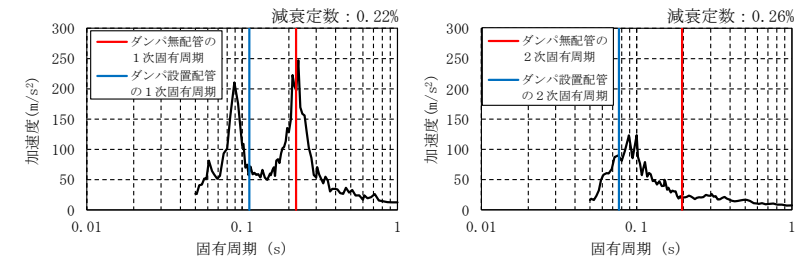 減衰定数：0.22%
300
250
200
150
100
50
0
加速度(m/s²)
ダンパ無配管の
１次固有周期
ダンパ設置配管
の１次固有周期
0.01
0.1
1
固有周期 (s)
減衰定数：0.26%
300
250
200
150
100
50
0
加速度(m/s²)
ダンパ無配管の
２次固有周期
ダンパ設置配管
の２次固有周期
0.01
0.1
1
固有周期 (s)